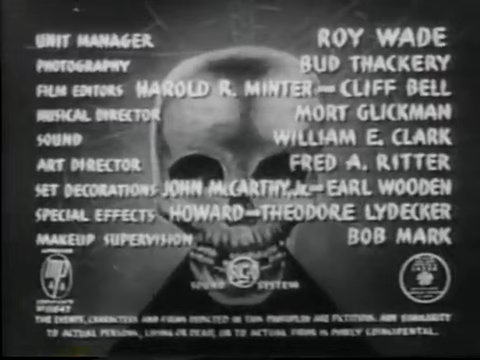 UNIT MANAGER ROY WADE
PHOTOGRAPHY BUD THACKERY
FILM EDITORS HAROLD R. MINTER — CLIFF BELL
MUSICAL DIRECTOR MORT GLICKMAN
SOUND WILLIAM E. CLARK
ART DIRECTOR FRED A. RITTER
SET DECORATIONS JOHN McCARTHY, Jr. — EARL WOODEN
SPECIAL EFFECTS HOWARD — THEODORE LYDECKER
MAKEUP SUPERVISION BOB MARK
RCA
SOUND SYSTEM
THE EVENTS, CHARACTERS AND FIRMS DEPICTED IN THIS PHOTOPLAY ARE FICTITIOUS. ANY SIMILARITY
TO ACTUAL PERSONS, LIVING OR DEAD, OR TO ACTUAL FIRMS IS PURELY COINCIDENTAL.